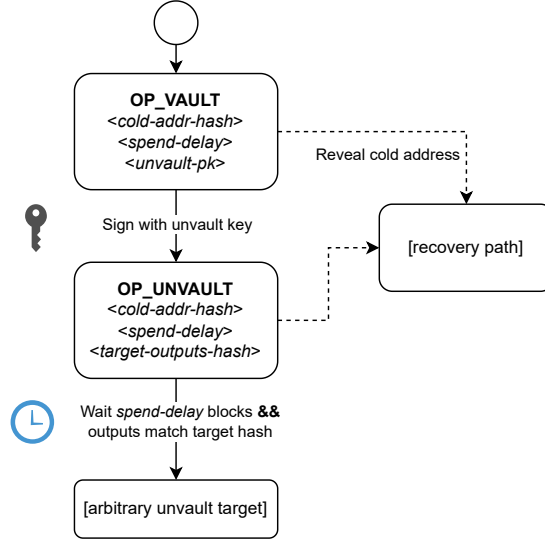 OP_VAULT
<cold-addr-hash>
<spend-delay>
<unvault-pk>
Reveal cold address
Sign with unvault key
[recovery path]
OP_UNVAULT
<cold-addr-hash>
<spend-delay>
<target-outputs-hash>
Wait spend-delay blocks &&
outputs match target hash
[arbitrary unvault target]